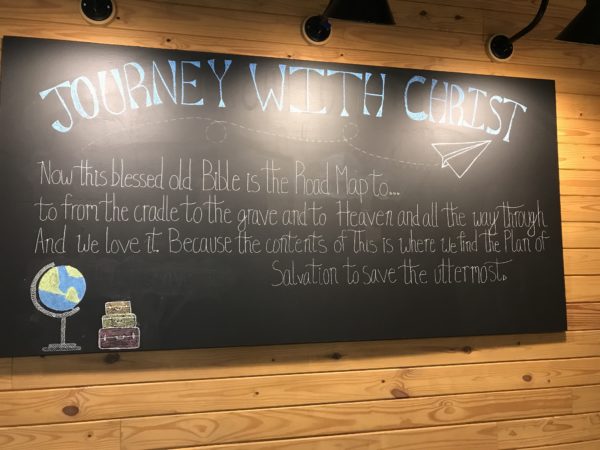 JOURNEY WITH CHRIST
Now this blessed old Bible is the Road Map to...
to from the cradle to the grave and to Heaven and all the way through
And we love it. Because the contents of This is where we find the Plan of
Salvation to save the uttermost.